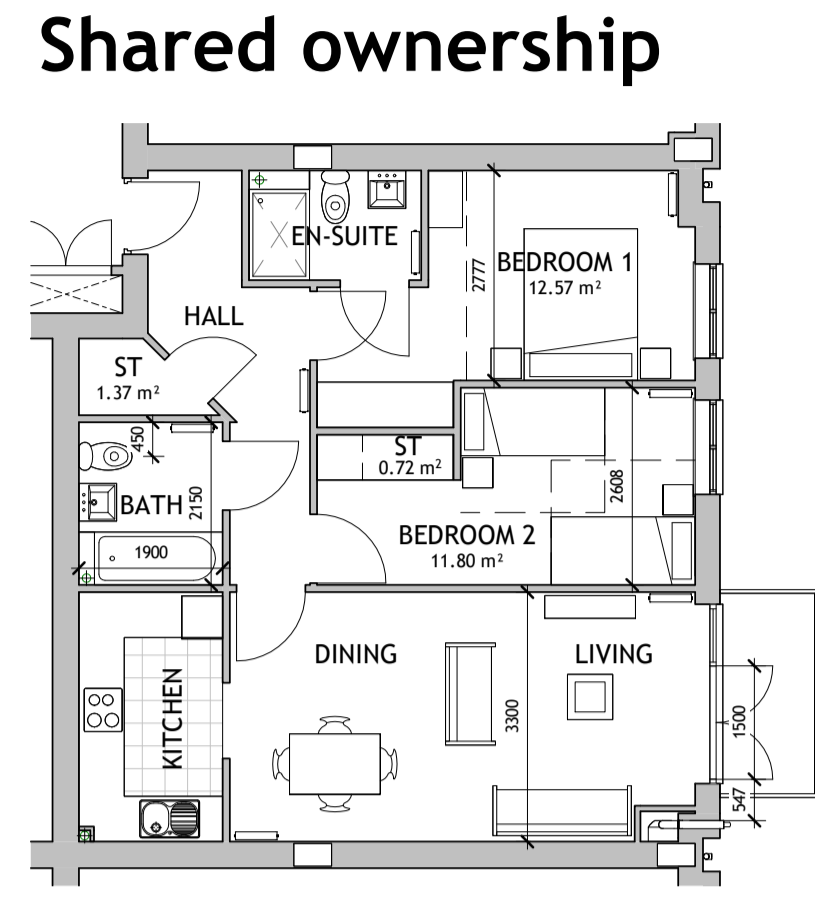 Shared ownership
EN-SUITE
BEDROOM 1
12.57 m²
2777
HALL
ST
1.37 m²
450
ST
0.72 m²
BATH
2150
2608
BEDROOM 2
11.80 m²
1900
DINING
LIVING
KITCHEN
3300
1500
547